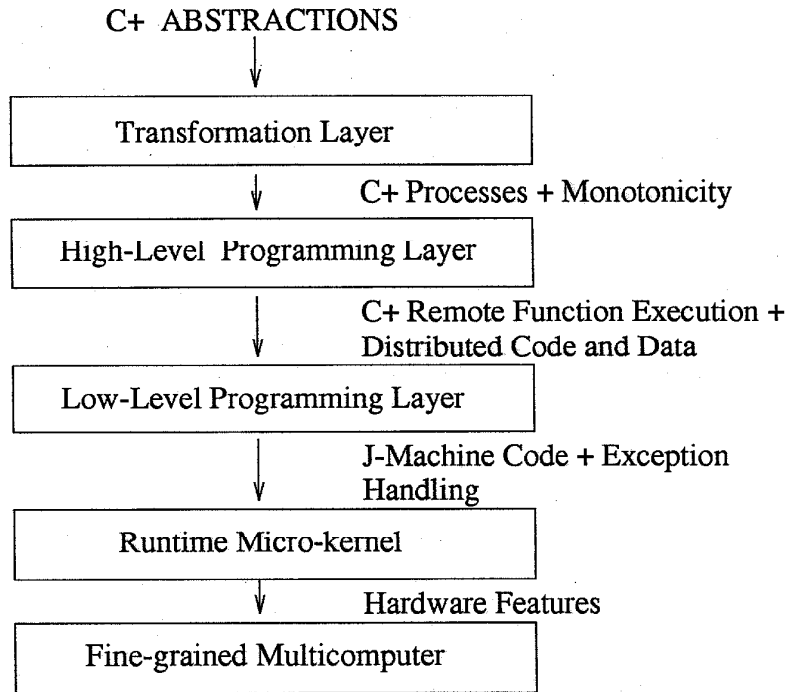 C+ ABSTRACTIONS
Transformation Layer
C+ Processes + Monotonicity
High-Level Programming Layer
C+ Remote Function Execution +
Distributed Code and Data
Low-Level Programming Layer
J-Machine Code + Exception
Handling
Runtime Micro-kernel
Hardware Features
Fine-grained Multicomputer